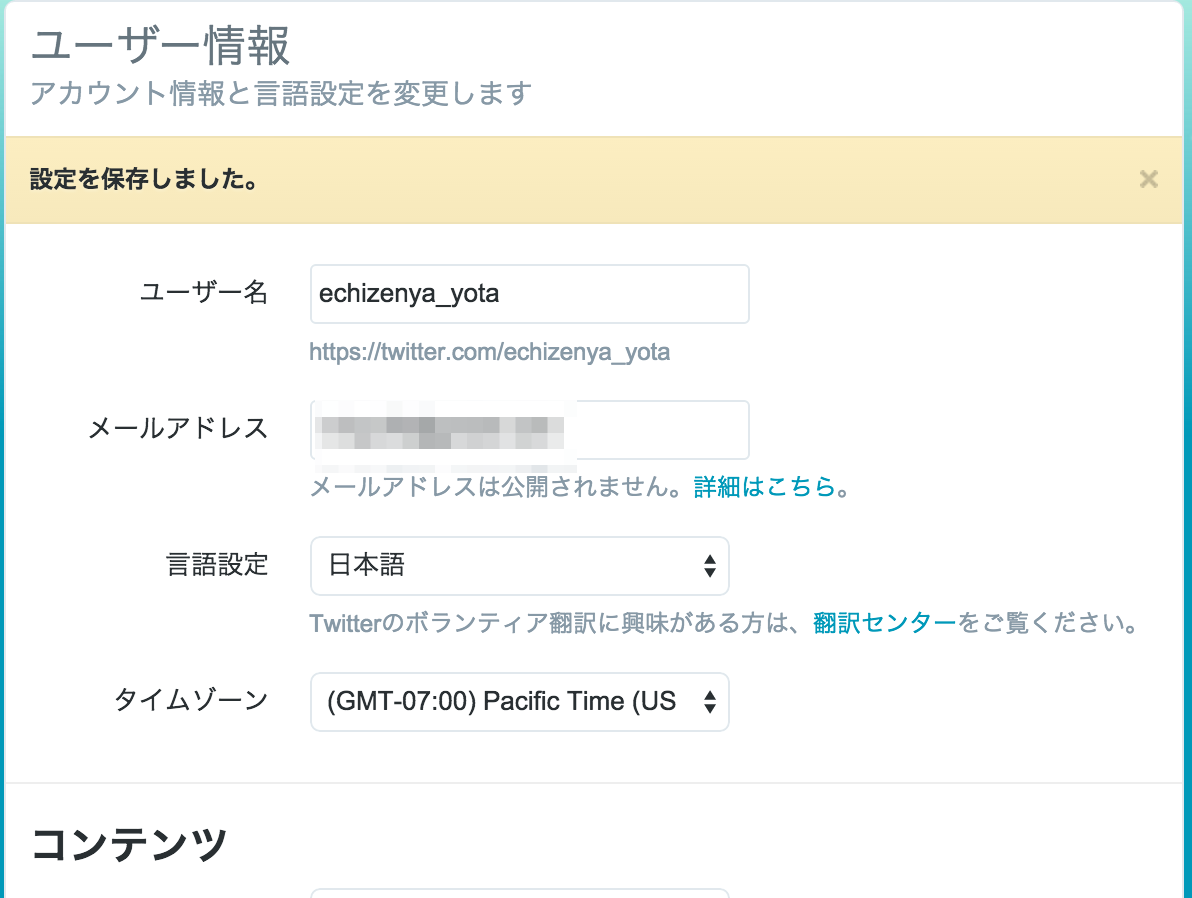 ユーザー情報
アカウント情報と言語設定を変更します
設定を保存しました。
×
ユーザー名
echizenya_yota
https://twitter.com/echizenya_yota
メールアドレス
メールアドレスは公開されません。詳細はこちら。
言語設定
日本語
Twitterのボランティア翻訳に興味がある方は、翻訳センターをご覧ください。
タイムゾーン
(GMT-07:00) Pacific Time (US
コンテンツ